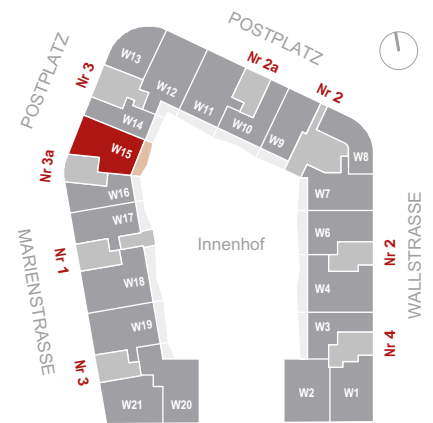 POSTPLATZ
POSTPLATZ
Nr 3
Nr 2a
Nr 2
W13
W12
W11
W10
W9
W8
W14
W15
Nr 3a
W16
W17
W7
W6
Nr 2
Innenhof
WALLSTRASSE
MARIENSTRASSE
Nr 1
W18
W4
W19
W3
Nr 4
Nr 3
W21
W20
W2
W1